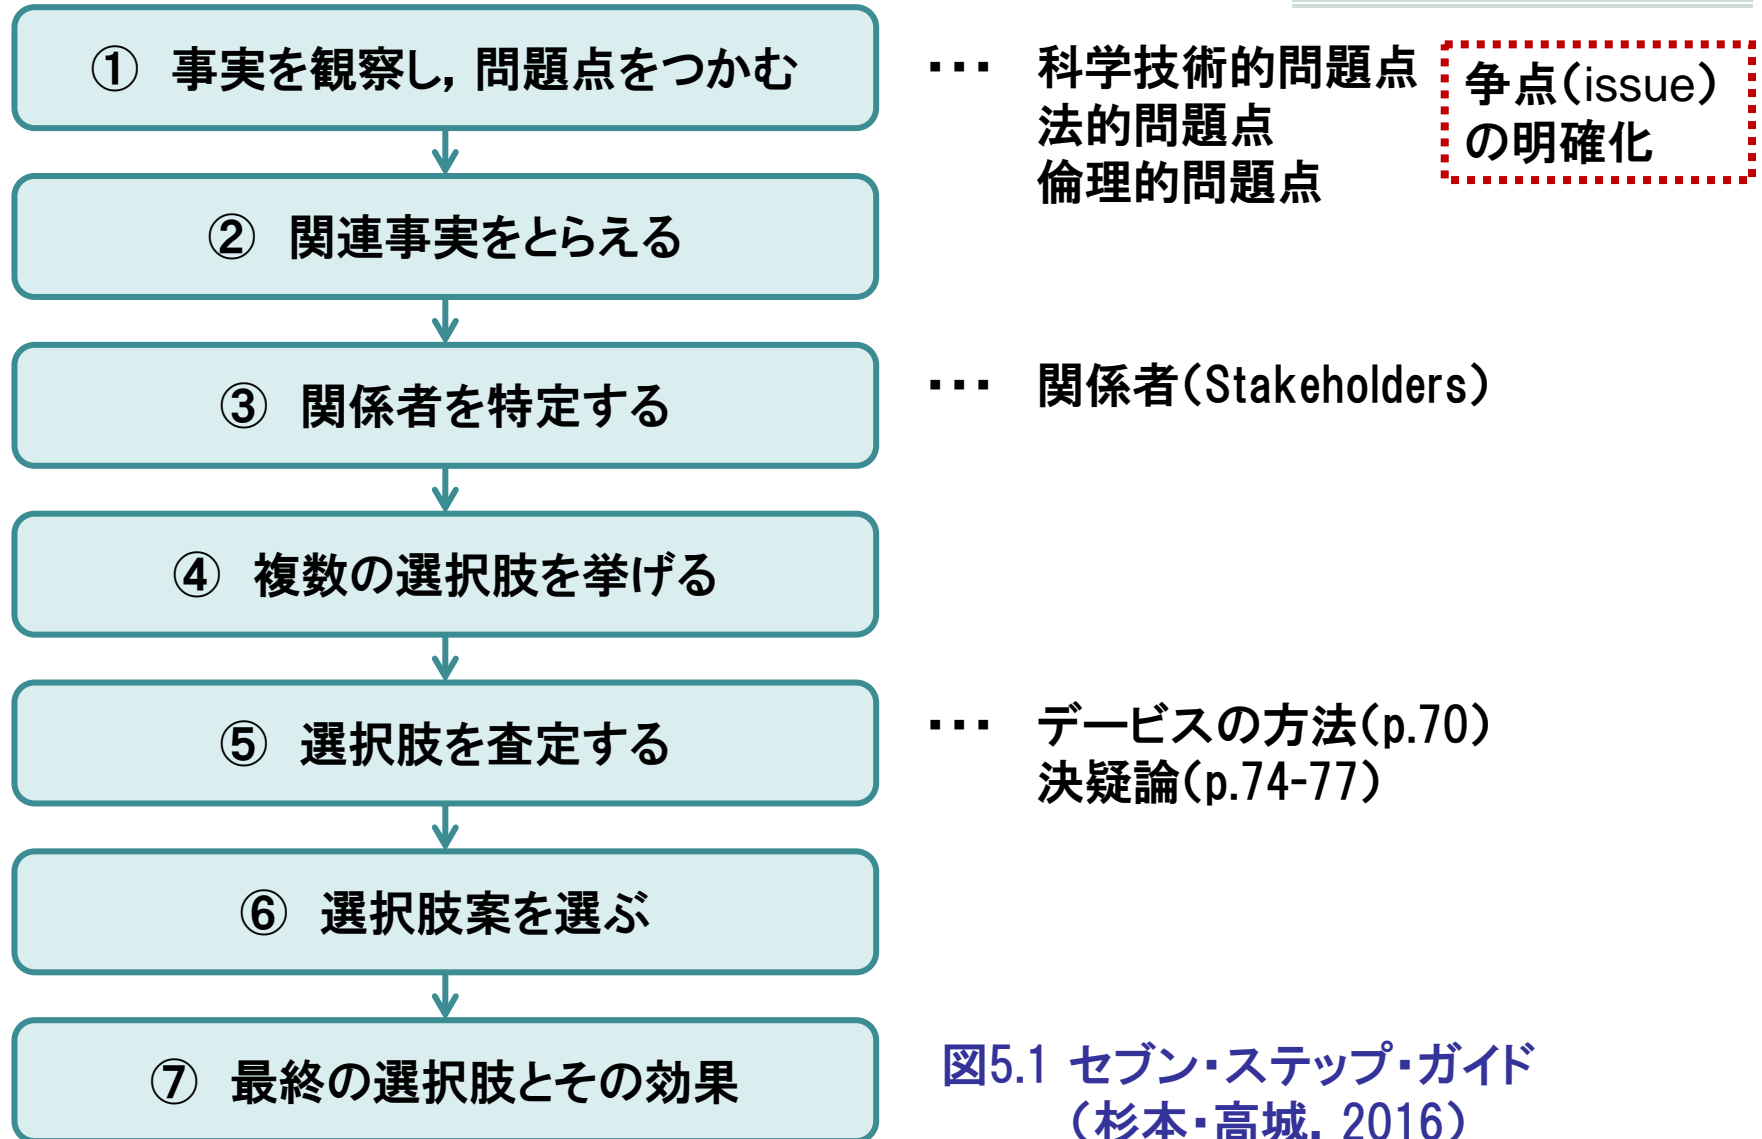 ① 事実を観察し，問題点をつかむ
・・・ 科学技術的問題点
法的問題点
倫理的問題点
争点（issue）
の明確化
② 関連事実をとらえる
③ 関係者を特定する
・・・ 関係者（Stakeholders）
④ 複数の選択肢を挙げる
⑤ 選択肢を査定する
・・・ デービスの方法（p.70）
決疑論（p.74-77）
⑥ 選択肢案を選ぶ
⑦ 最終の選択肢とその効果
図5.1 セブン・ステップ・ガイド
（杉本・高城，2016）